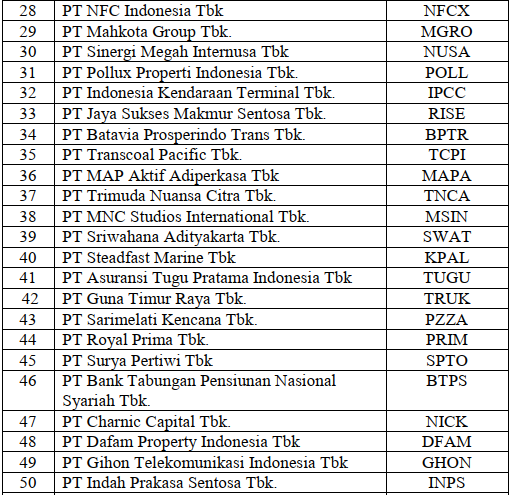 28 PT NFC Indonesia Tbk NFCX
29 PT Mahkota Group Tbk. MGRO
30 PT Sinergi Megah Internusa Tbk NUSA
31 PT Pollux Properti Indonesia Tbk. POLL
32 PT Indonesia Kendaraan Terminal Tbk. IPCC
33 PT Jaya Sukses Makmur Sentosa Tbk. RISE
34 PT Batavia Prosperindo Trans Tbk. BPTR
35 PT Transcoal Pacific Tbk. TCPI
36 PT MAP Aktif Adiperkasa Tbk MAPA
37 PT Trimuda Nuansa Citra Tbk. TNCA
38 PT MNC Studios International Tbk. MSIN
39 PT Sriwahana Adityakarta Tbk. SWAT
40 PT Steadfast Marine Tbk KPAL
41 PT Asuransi Tugu Pratama Indonesia Tbk TUGU
42 PT Guna Timur Raya Tbk. TRUK
43 PT Sarimelati Kencana Tbk. PZZA
44 PT Royal Prima Tbk. PRIM
45 PT Surya Pertiwi Tbk SPTO
46 PT Bank Tabungan Pensiunan Nasional BTPS
Syariah Tbk.
47 PT Charnic Capital Tbk. NICK
48 PT Dafam Property Indonesia Tbk DFAM
49 PT Gihon Telekomunikasi Indonesia Tbk GHON
50 PT Indah Prakasa Sentosa Tbk. INPS